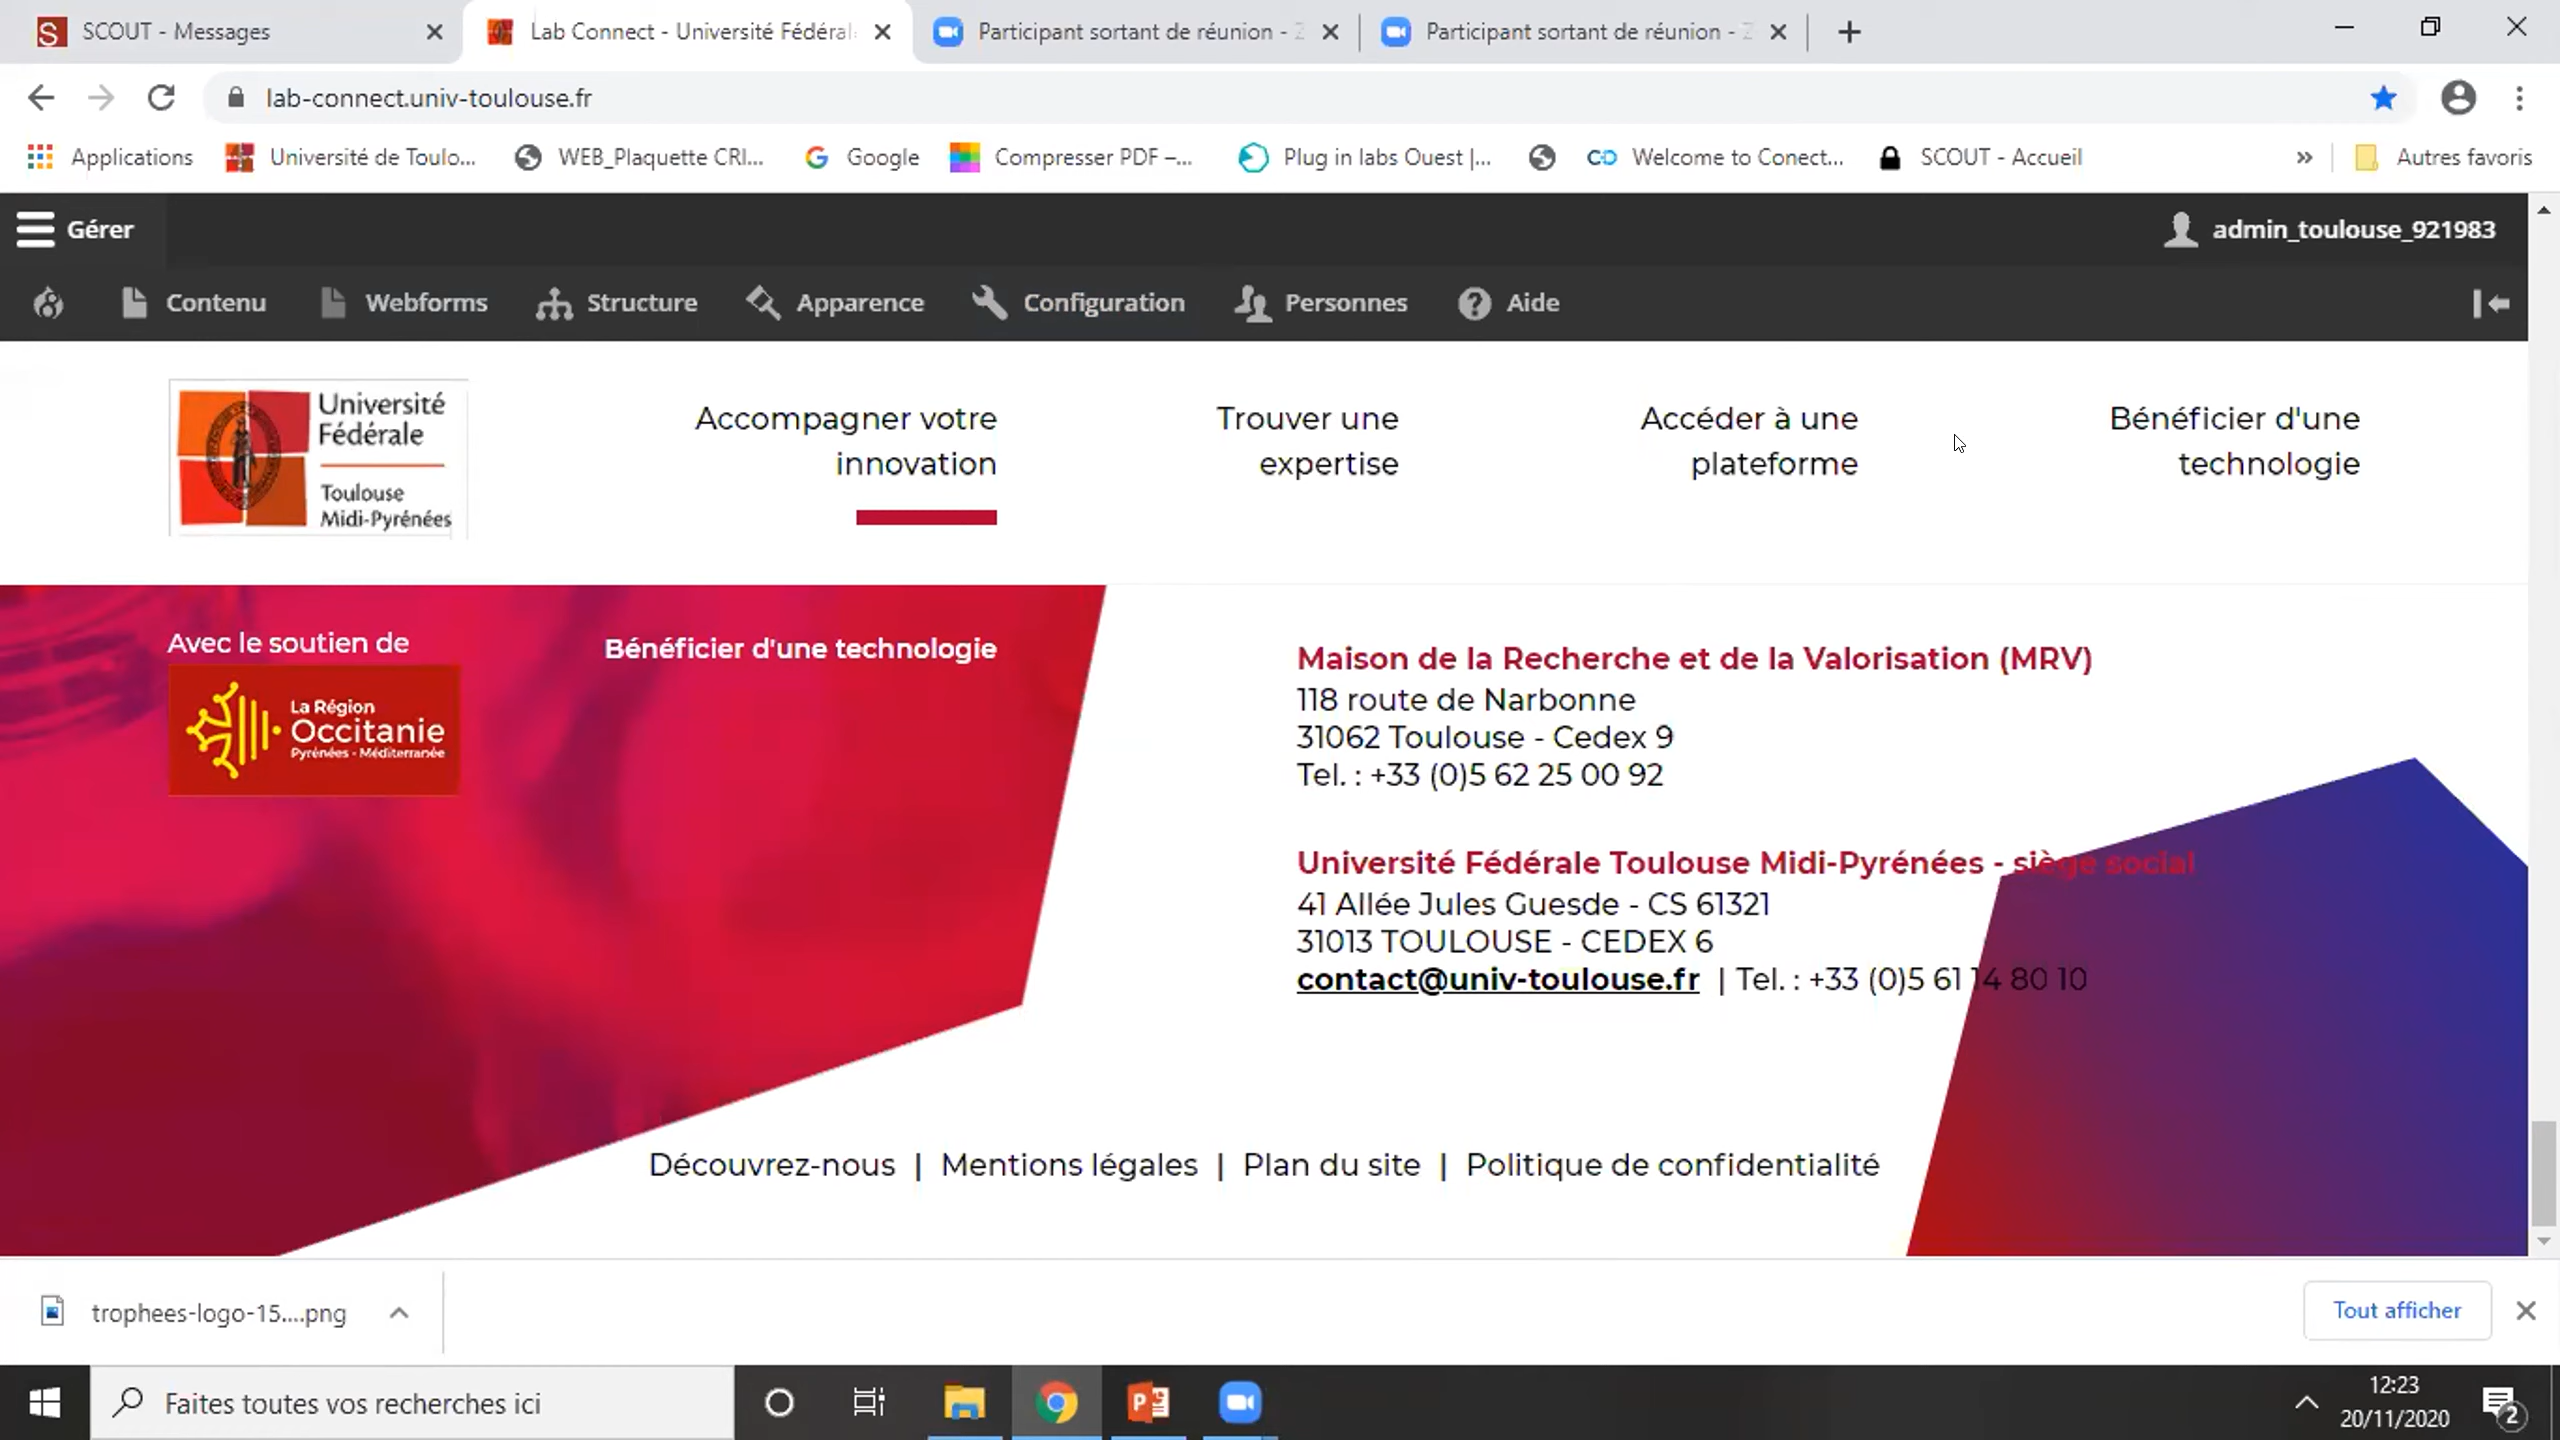 SCOUT - Messages
Lab Connect - Université Fédéral
Participant sortant de réunion - Z
Participant sortant de réunion - Z
lab-connect.univ-toulouse.fr
Applications
Université de Toulo...
WEB_Plaquette CRI...
Google
Compresser PDF –...
Plug in labs Ouest |...
Welcome to Conect...
SCOUT - Accueil
»
Autres favoris
Gérer
admin_toulouse_921983
Contenu
Webforms
Structure
Apparence
Configuration
Personnes
Aide
Université
Fédérale
Toulouse
Midi-Pyrénées
Accompagner votre
innovation
Trouver une
expertise
Accéder à une
plateforme
Bénéficier d'une
technologie
Avec le soutien de
La Région
Occitanie
Pyrénées - Méditerranée
Bénéficier d'une technologie
Maison de la Recherche et de la Valorisation (MRV)
118 route de Narbonne
31062 Toulouse - Cedex 9
Tel. : +33 (0)5 62 25 00 92
Université Fédérale Toulouse Midi-Pyrénées - siège social
41 Allée Jules Guesde - CS 61321
31013 TOULOUSE - CEDEX 6
contact@univ-toulouse.fr | Tel. : +33 (0)5 61 14 80 10
Découvrez-nous | Mentions légales | Plan du site | Politique de confidentialité
trophees-logo-15....png
Tout afficher
Faites toutes vos recherches ici
12:23
20/11/2020
2